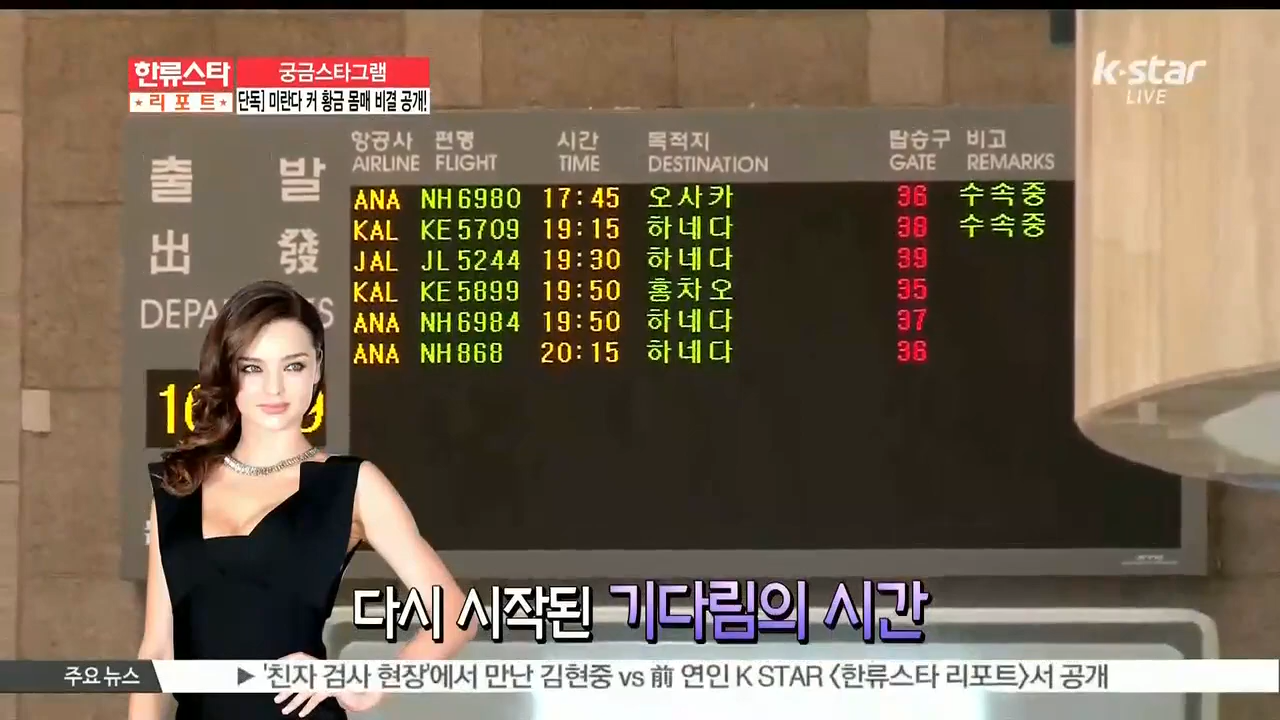 한류스타
리포트
궁금스타그램
단독] 미란다 커 황금 몸매 비결 공개!
k·star
LIVE
출 발
出 發
항공사 편명 시간 목적지 탑승구 비고
AIRLINE FLIGHT TIME DESTINATION GATE REMARKS
ANA NH6980 17:45 오사카 36 수속중
KAL KE5709 19:15 하네다 38 수속중
JAL JL5244 19:30 하네다 39
KAL KE5899 19:50 홍차오 35
ANA NH6984 19:50 하네다 37
ANA NH868 20:15 하네다 36
다시 시작된 기다림의 시간
주요뉴스
▶ '친자 검사 현장'에서 만난 김현중 vs 前 연인 K STAR <한류스타 리포트>서 공개